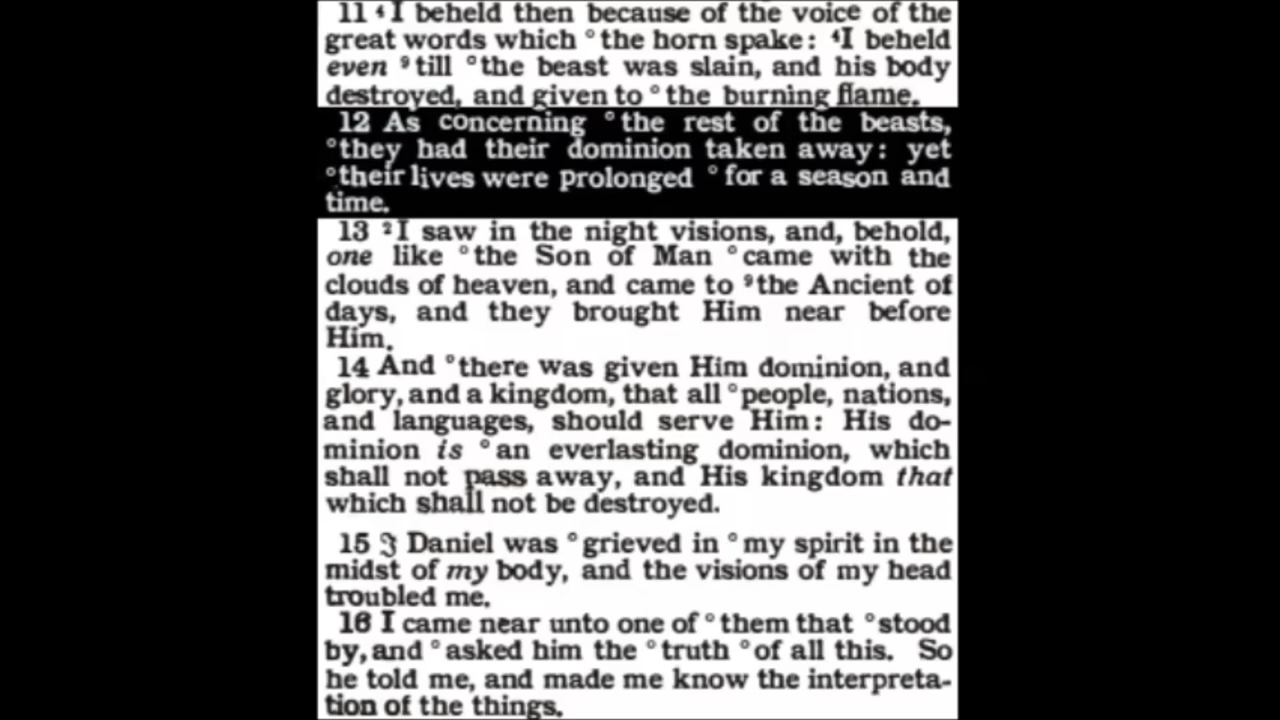 11 ⁴ I beheld then because of the voice of the
great words which °the horn spake: ⁴I beheld
even ⁹till °the beast was slain, and his body
destroyed, and given to °the burning flame.
12 As concerning °the rest of the beasts,
°they had their dominion taken away: yet
°their lives were prolonged °for a season and
time.
13 ²I saw in the night visions, and, behold,
one like °the Son of Man °came with the
clouds of heaven, and came to ⁹the Ancient of
days, and they brought Him near before
Him.
14 And °there was given Him dominion, and
glory, and a kingdom, that all °people, nations,
and languages, should serve Him: His do-
minion is °an everlasting dominion, which
shall not pass away, and His kingdom that
which shall not be destroyed.
15 ℨ Daniel was °grieved in °my spirit in the
midst of my body, and the visions of my head
troubled me.
16 I came near unto one of °them that °stood
by, and °asked him the °truth °of all this. So
he told me, and made me know the interpreta-
tion of the things.